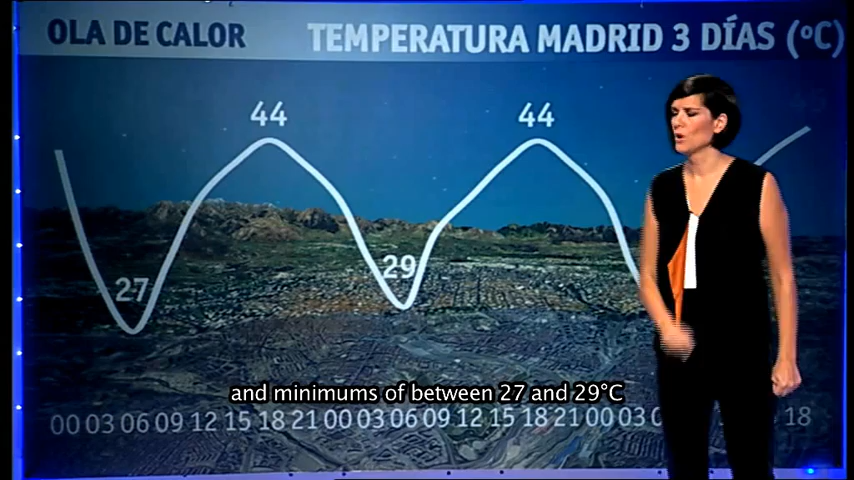 OLA DE CALOR
TEMPERATURA MADRID 3 DÍAS (ºC)
44
44
27
29
and minimums of between 27 and 29°C
00 03 06 09 12 15 18 21 00 03 06 09 12 15 18 21 00 03 18